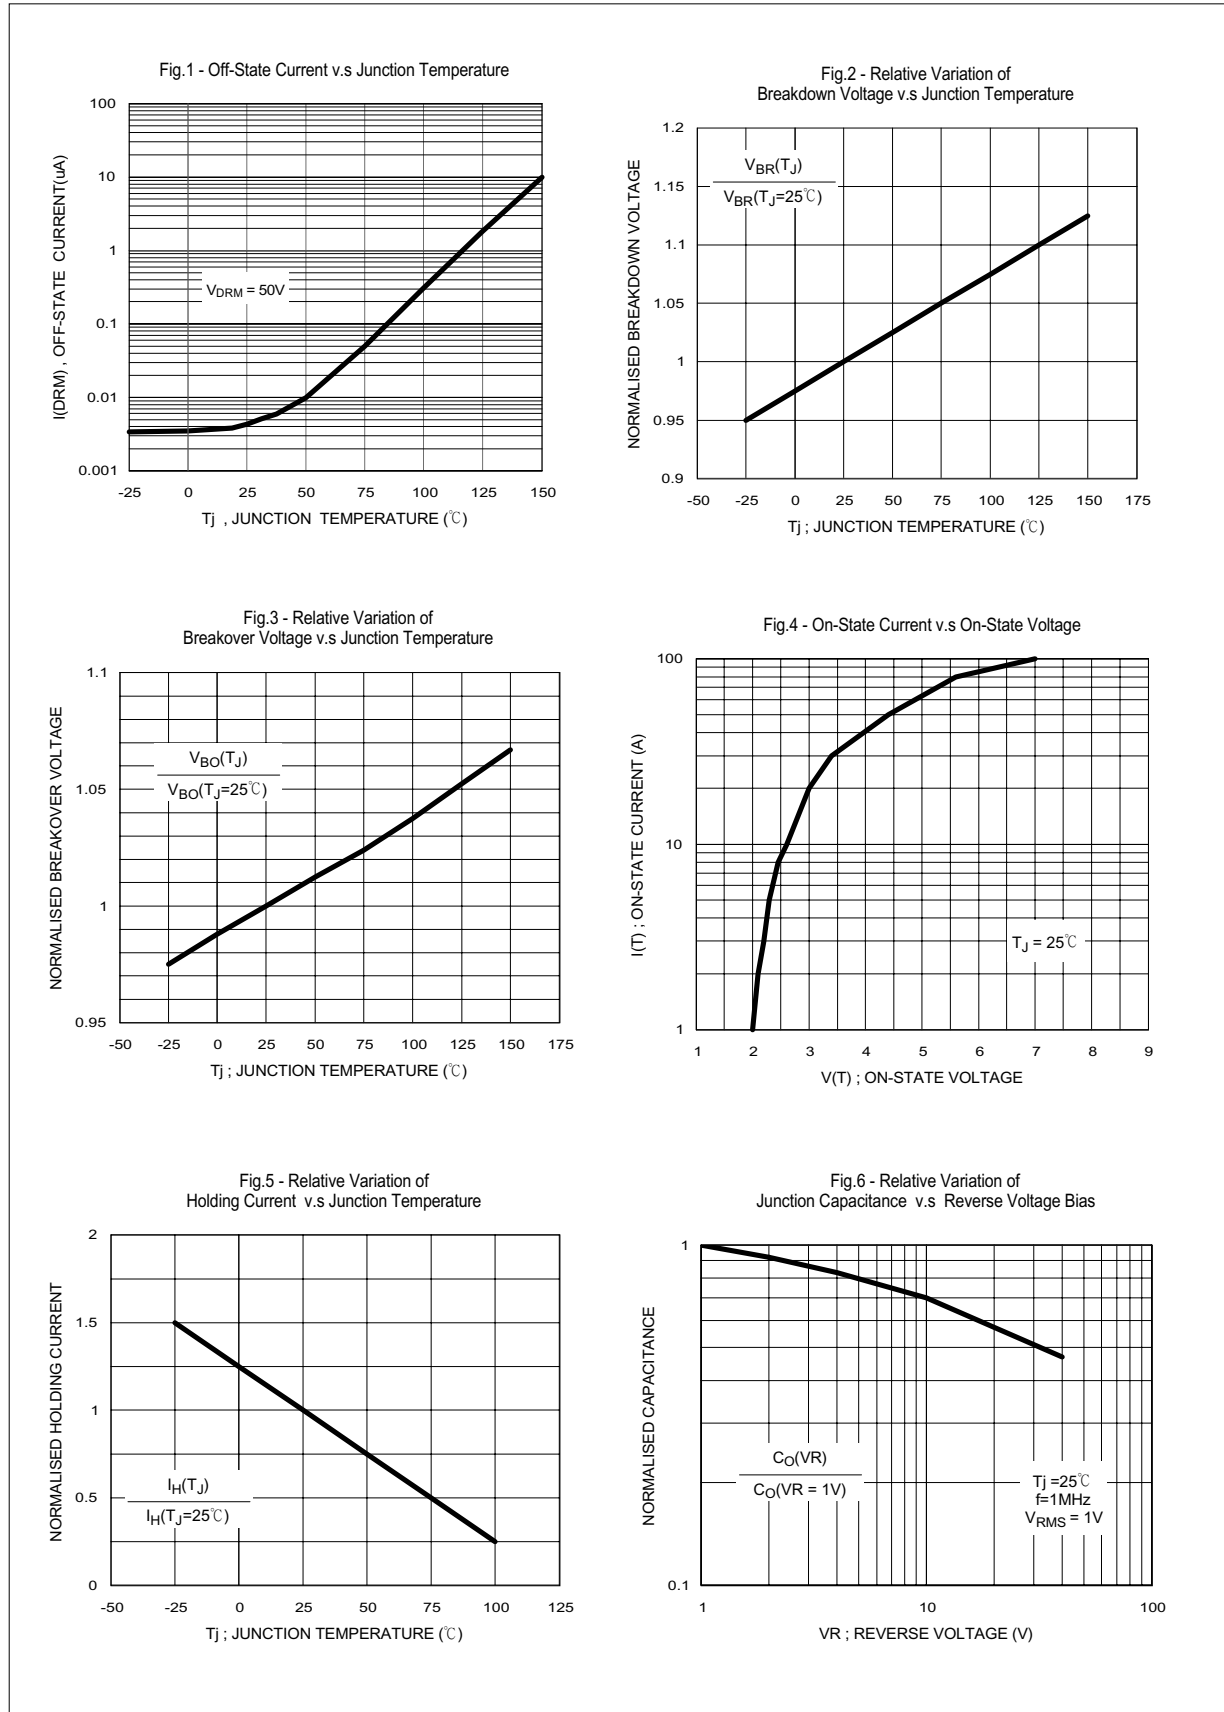 Fig.1 - Off-State Current v.s Junction Temperature
I(DRM) , OFF-STATE CURRENT(uA)
100
10
1
0.1
0.01
0.001
VDRM = 50V
-25 0 25 50 75 100 125 150
Tj , JUNCTION TEMPERATURE (℃)
Fig.2 - Relative Variation of
Breakdown Voltage v.s Junction Temperature
NORMALISED BREAKDOWN VOLTAGE
1.2
1.15
1.1
1.05
1
0.95
0.9
VBR(TJ)
VBR(TJ=25℃)
-50 -25 0 25 50 75 100 125 150 175
Tj ; JUNCTION TEMPERATURE (℃)
Fig.3 - Relative Variation of
Breakover Voltage v.s Junction Temperature
NORMALISED BREAKOVER VOLTAGE
1.1
1.05
1
0.95
VBO(TJ)
VBO(TJ=25℃)
-50 -25 0 25 50 75 100 125 150 175
Tj ; JUNCTION TEMPERATURE (℃)
Fig.4 - On-State Current v.s On-State Voltage
I(T) ; ON-STATE CURRENT (A)
100
10
1
TJ = 25℃
1 2 3 4 5 6 7 8 9
V(T) ; ON-STATE VOLTAGE
Fig.5 - Relative Variation of
Holding Current v.s Junction Temperature
NORMALISED HOLDING CURRENT
2
1.5
1
0.5
0
IH(TJ)
IH(TJ=25℃)
-50 -25 0 25 50 75 100 125
Tj ; JUNCTION TEMPERATURE (℃)
Fig.6 - Relative Variation of
Junction Capacitance v.s Reverse Voltage Bias
NORMALISED CAPACITANCE
1
0.1
CO(VR)
CO(VR = 1V)
Tj =25℃
f=1MHz
VRMS = 1V
1 10 100
VR ; REVERSE VOLTAGE (V)